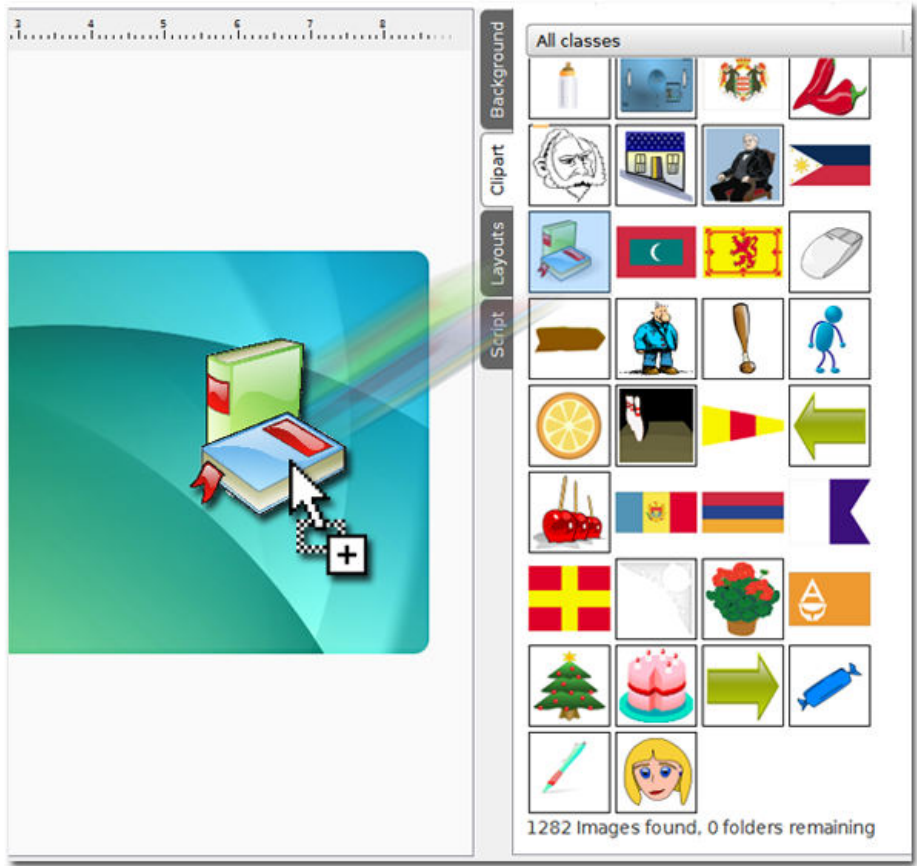 3 4 5 6 7 8
Background
Clipart
Layouts
Script
All classes
A
1282 Images found, 0 folders remaining